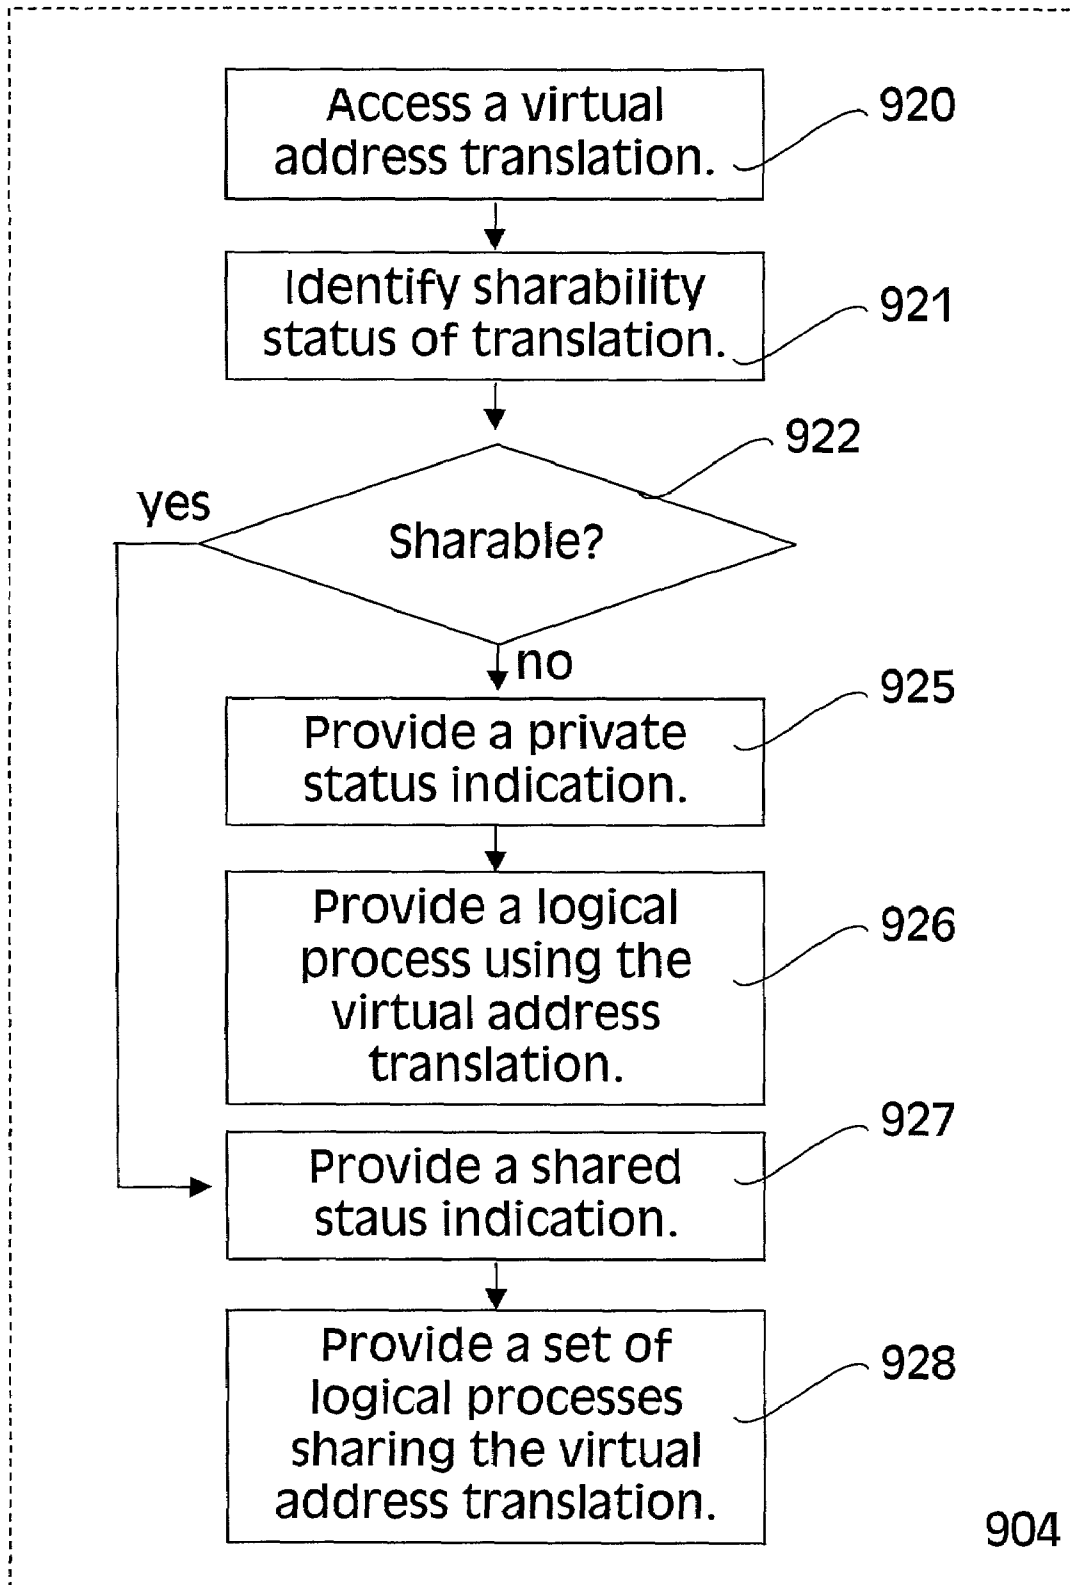 Access a virtual
address translation.
920
Identify sharability
status of translation.
921
922
yes
Sharable?
no
925
Provide a private
status indication.
Provide a logical
process using the
virtual address
translation.
926
927
Provide a shared
staus indication.
Provide a set of
logical processes
sharing the virtual
address translation.
928
904